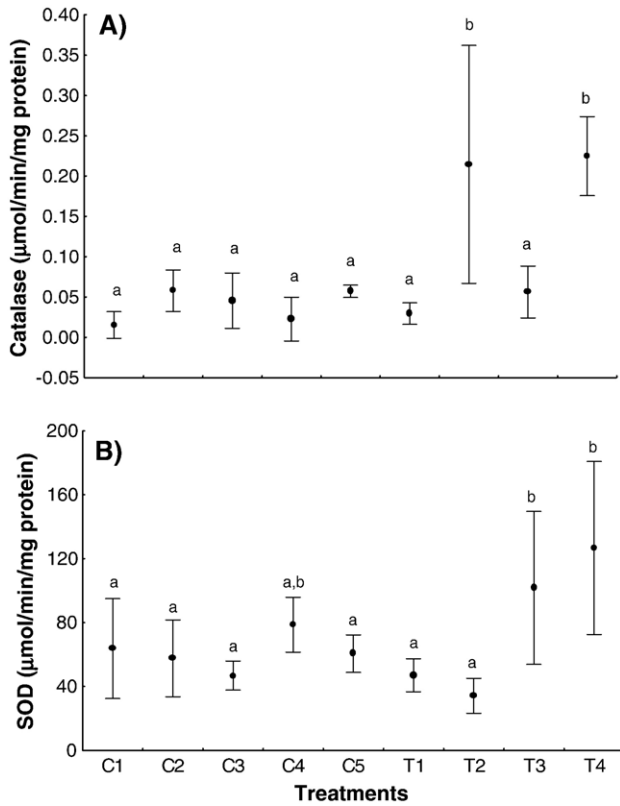 A)
Catalase (µmol/min/mg protein)
0.40
0.35
0.30
0.25
0.20
0.15
0.10
0.05
0.00
-0.05
a a a a a a b a b
B)
SOD (µmol/min/mg protein)
200
160
120
80
40
0
a a a a,b a a a b b
C1 C2 C3 C4 C5 T1 T2 T3 T4
Treatments